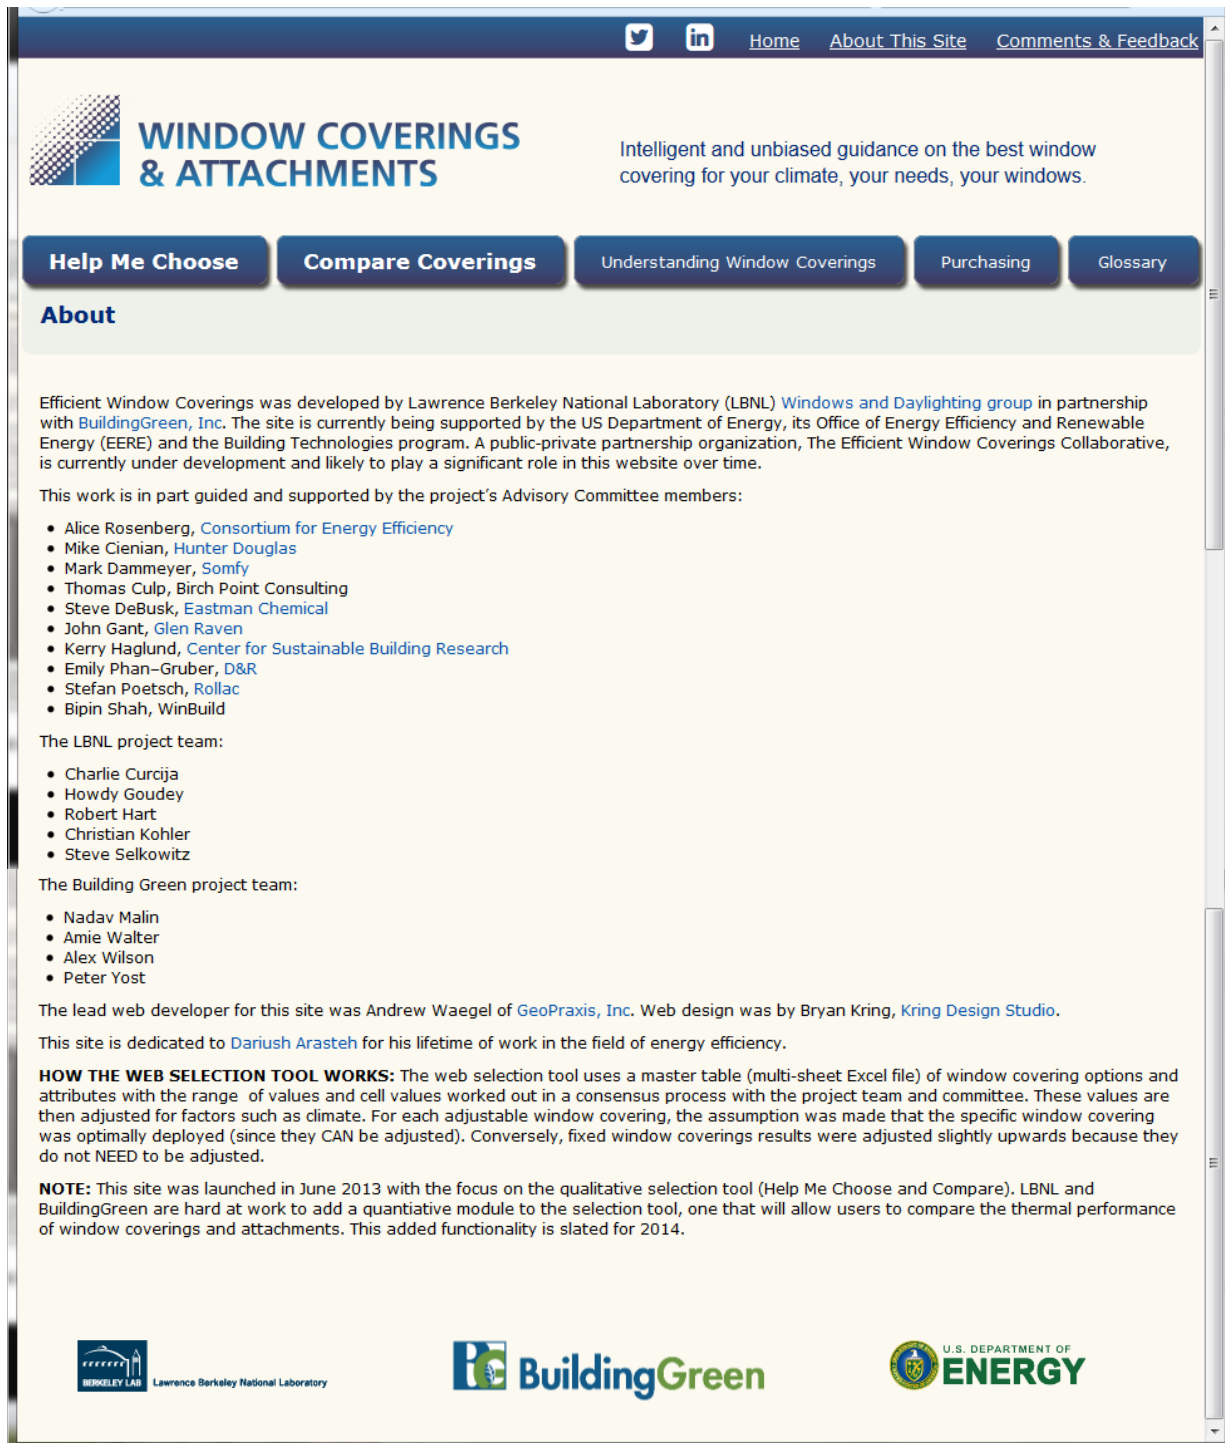 Home About This Site Comments & Feedback
WINDOW COVERINGS
& ATTACHMENTS
Intelligent and unbiased guidance on the best window
covering for your climate, your needs, your windows.
Help Me Choose Compare Coverings Understanding Window Coverings Purchasing Glossary
About
Efficient Window Coverings was developed by Lawrence Berkeley National Laboratory (LBNL) Windows and Daylighting group in partnership
with BuildingGreen, Inc. The site is currently being supported by the US Department of Energy, its Office of Energy Efficiency and Renewable
Energy (EERE) and the Building Technologies program. A public-private partnership organization, The Efficient Window Coverings Collaborative,
is currently under development and likely to play a significant role in this website over time.
This work is in part guided and supported by the project's Advisory Committee members:
• Alice Rosenberg, Consortium for Energy Efficiency
• Mike Cienian, Hunter Douglas
• Mark Dammeyer, Somfy
• Thomas Culp, Birch Point Consulting
• Steve DeBusk, Eastman Chemical
• John Gant, Glen Raven
• Kerry Haglund, Center for Sustainable Building Research
• Emily Phan–Gruber, D&R
• Stefan Poetsch, Rollac
• Bipin Shah, WinBuild
The LBNL project team:
• Charlie Curcija
• Howdy Goudey
• Robert Hart
• Christian Kohler
• Steve Selkowitz
The Building Green project team:
• Nadav Malin
• Amie Walter
• Alex Wilson
• Peter Yost
The lead web developer for this site was Andrew Waegel of GeoPraxis, Inc. Web design was by Bryan Kring, Kring Design Studio.
This site is dedicated to Dariush Arasteh for his lifetime of work in the field of energy efficiency.
HOW THE WEB SELECTION TOOL WORKS: The web selection tool uses a master table (multi-sheet Excel file) of window covering options and
attributes with the range of values and cell values worked out in a consensus process with the project team and committee. These values are
then adjusted for factors such as climate. For each adjustable window covering, the assumption was made that the specific window covering
was optimally deployed (since they CAN be adjusted). Conversely, fixed window coverings results were adjusted slightly upwards because they
do not NEED to be adjusted.
NOTE: This site was launched in June 2013 with the focus on the qualitative selection tool (Help Me Choose and Compare). LBNL and
BuildingGreen are hard at work to add a quantiative module to the selection tool, one that will allow users to compare the thermal performance
of window coverings and attachments. This added functionality is slated for 2014.
BERKELEY LAB Lawrence Berkeley National Laboratory
BuildingGreen
U.S. DEPARTMENT OF
ENERGY